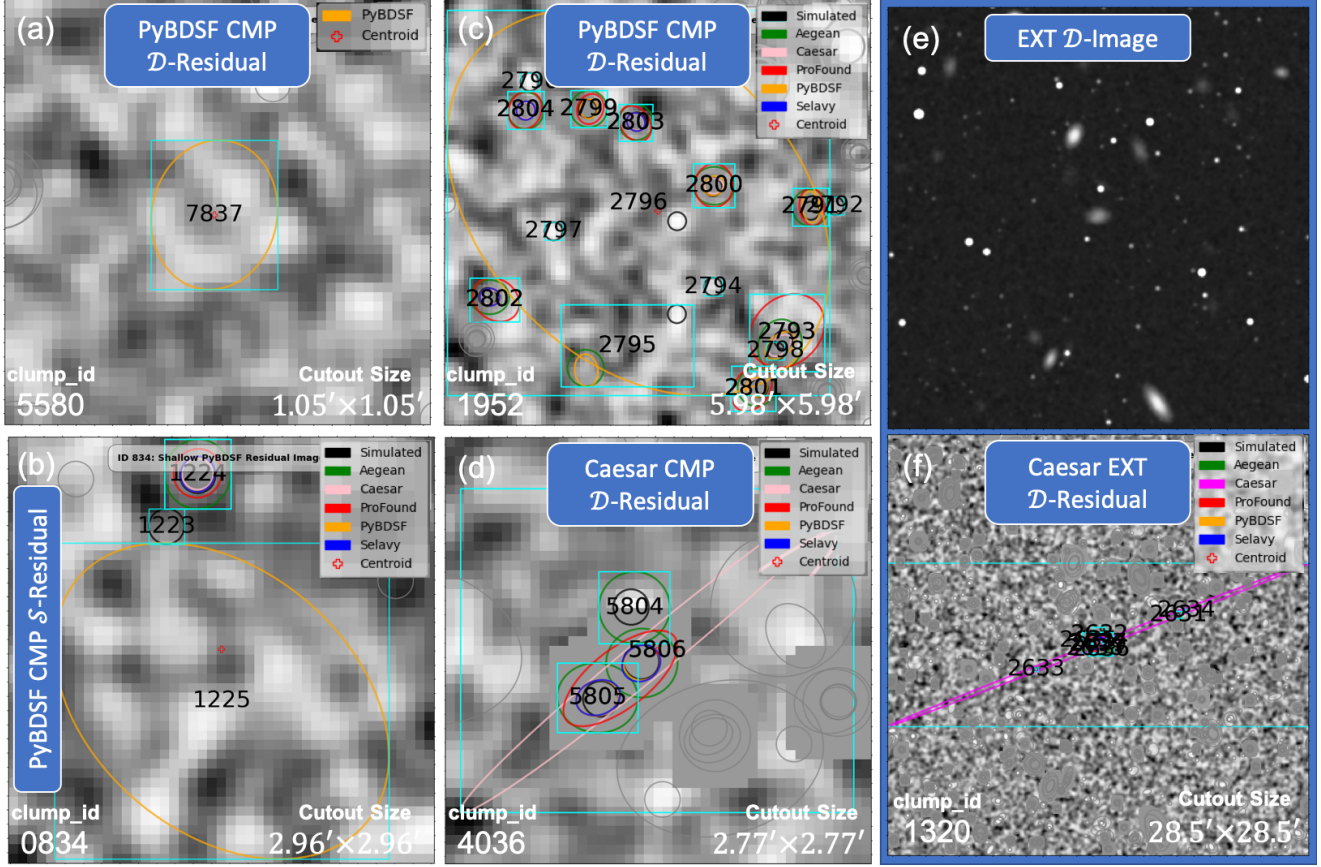 (a)
PyBDSF CMP
𝒟-Residual
PyBDSF
Centroid
7837
clump_id
5580
Cutout Size
1.05′×1.05′
(c)
PyBDSF CMP
𝒟-Residual
Simulated
Aegean
Caesar
ProFound
PyBDSF
Selavy
Centroid
2804
2799
2803
2800
2796
2797
2794
2802
2795
2793
2798
2801
clump_id
1952
Cutout Size
5.98′×5.98′
(e)
EXT 𝒟-Image
(b)
PyBDSF CMP 𝒮-Residual
ID 834: Shallow PyBDSF Residual Imag
Simulated
Aegean
Caesar
ProFound
PyBDSF
Selavy
Centroid
1224
1223
1225
clump_id
0834
Cutout Size
2.96′×2.96′
(d)
Caesar CMP
𝒟-Residual
Simulated
Aegean
Caesar
ProFound
PyBDSF
Selavy
Centroid
5804
5806
5805
clump_id
4036
Cutout Size
2.77′×2.77′
(f)
Caesar EXT
𝒟-Residual
Simulated
Aegean
Caesar
ProFound
PyBDSF
Selavy
Centroid
2634
2631
2632
2633
clump_id
1320
Cutout Size
28.5′×28.5′